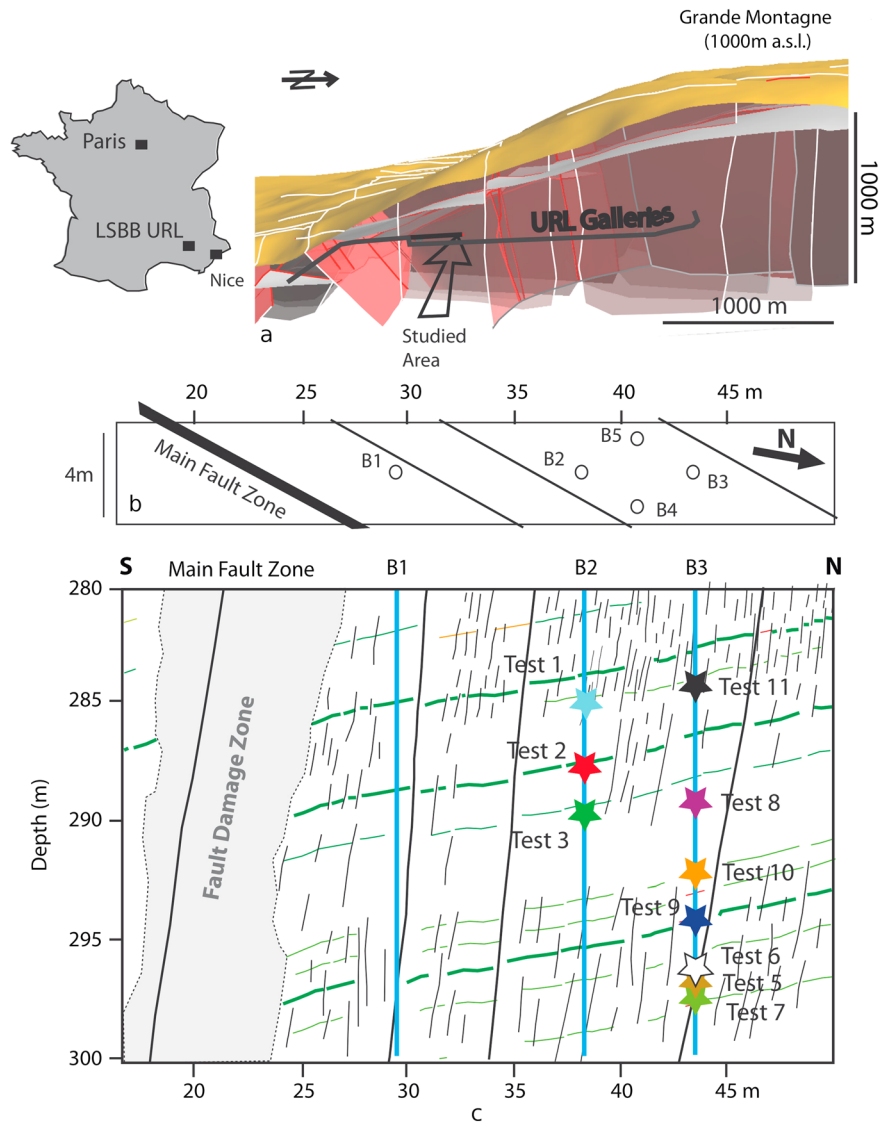 Grande Montagne
(1000m a.s.l.)
N
Paris
LSBB URL
Nice
URL Galleries
1000 m
1000 m
Studied
Area
a
20 25 30 35 40 45 m
4m
Main Fault Zone
B1
B2
B5
B4
B3
N
b
S Main Fault Zone B1 B2 B3 N
280
285
290
295
300
Depth (m)
Fault Damage Zone
Test 1
Test 11
Test 2
Test 8
Test 3
Test 10
Test 9
Test 6
Test 5
Test 7
20 25 30 35 40 45 m
c